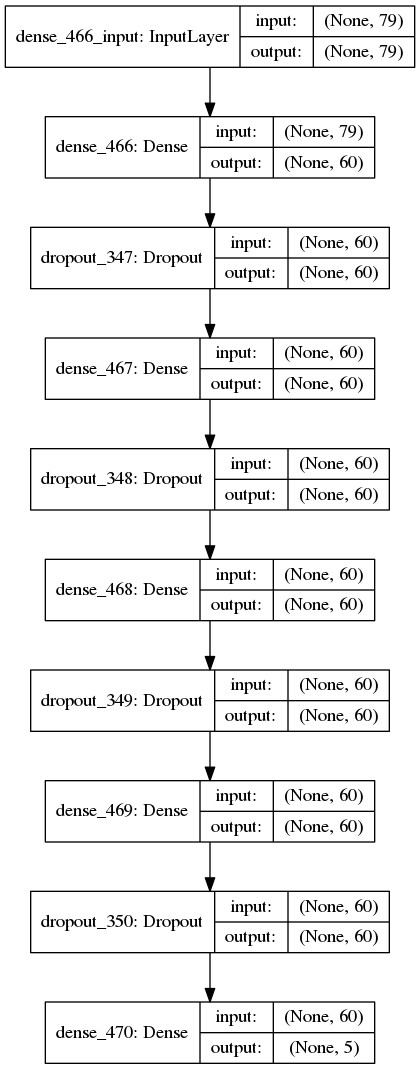 dense_466_input: InputLayer input: (None, 79)
output: (None, 79)
dense_466: Dense input: (None, 79)
output: (None, 60)
dropout_347: Dropout input: (None, 60)
output: (None, 60)
dense_467: Dense input: (None, 60)
output: (None, 60)
dropout_348: Dropout input: (None, 60)
output: (None, 60)
dense_468: Dense input: (None, 60)
output: (None, 60)
dropout_349: Dropout input: (None, 60)
output: (None, 60)
dense_469: Dense input: (None, 60)
output: (None, 60)
dropout_350: Dropout input: (None, 60)
output: (None, 60)
dense_470: Dense input: (None, 60)
output: (None, 5)